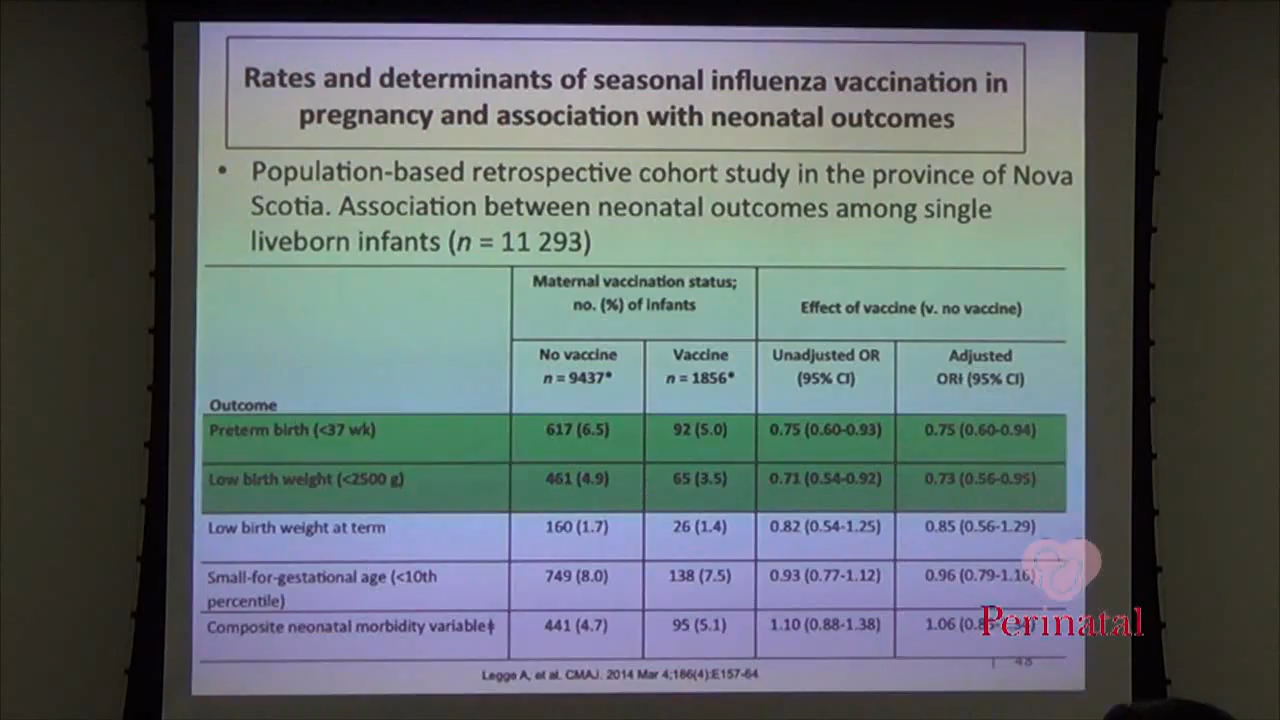 Rates and determinants of seasonal influenza vaccination in
pregnancy and association with neonatal outcomes
• Population-based retrospective cohort study in the province of Nova
Scotia. Association between neonatal outcomes among single
liveborn infants (n = 11 293)
Maternal vaccination status;
no. (%) of infants
Effect of vaccine (v. no vaccine)
Outcome
No vaccine
n = 9437*
Vaccine
n = 1856*
Unadjusted OR
(95% CI)
Adjusted
OR† (95% CI)
Preterm birth (<37 wk) 617 (6.5) 92 (5.0) 0.75 (0.60-0.93) 0.75 (0.60-0.94)
Low birth weight (<2500 g) 461 (4.9) 65 (3.5) 0.71 (0.54-0.92) 0.73 (0.56-0.95)
Low birth weight at term 160 (1.7) 26 (1.4) 0.82 (0.54-1.25) 0.85 (0.56-1.29)
Small-for-gestational age (<10th
percentile) 749 (8.0) 138 (7.5) 0.93 (0.77-1.12) 0.96 (0.79-1.16)
Composite neonatal morbidity variable‡ 441 (4.7) 95 (5.1) 1.10 (0.88-1.38) 1.06
Perinatal
48
Legge A, et al. CMAJ. 2014 Mar 4;186(4):E157-64